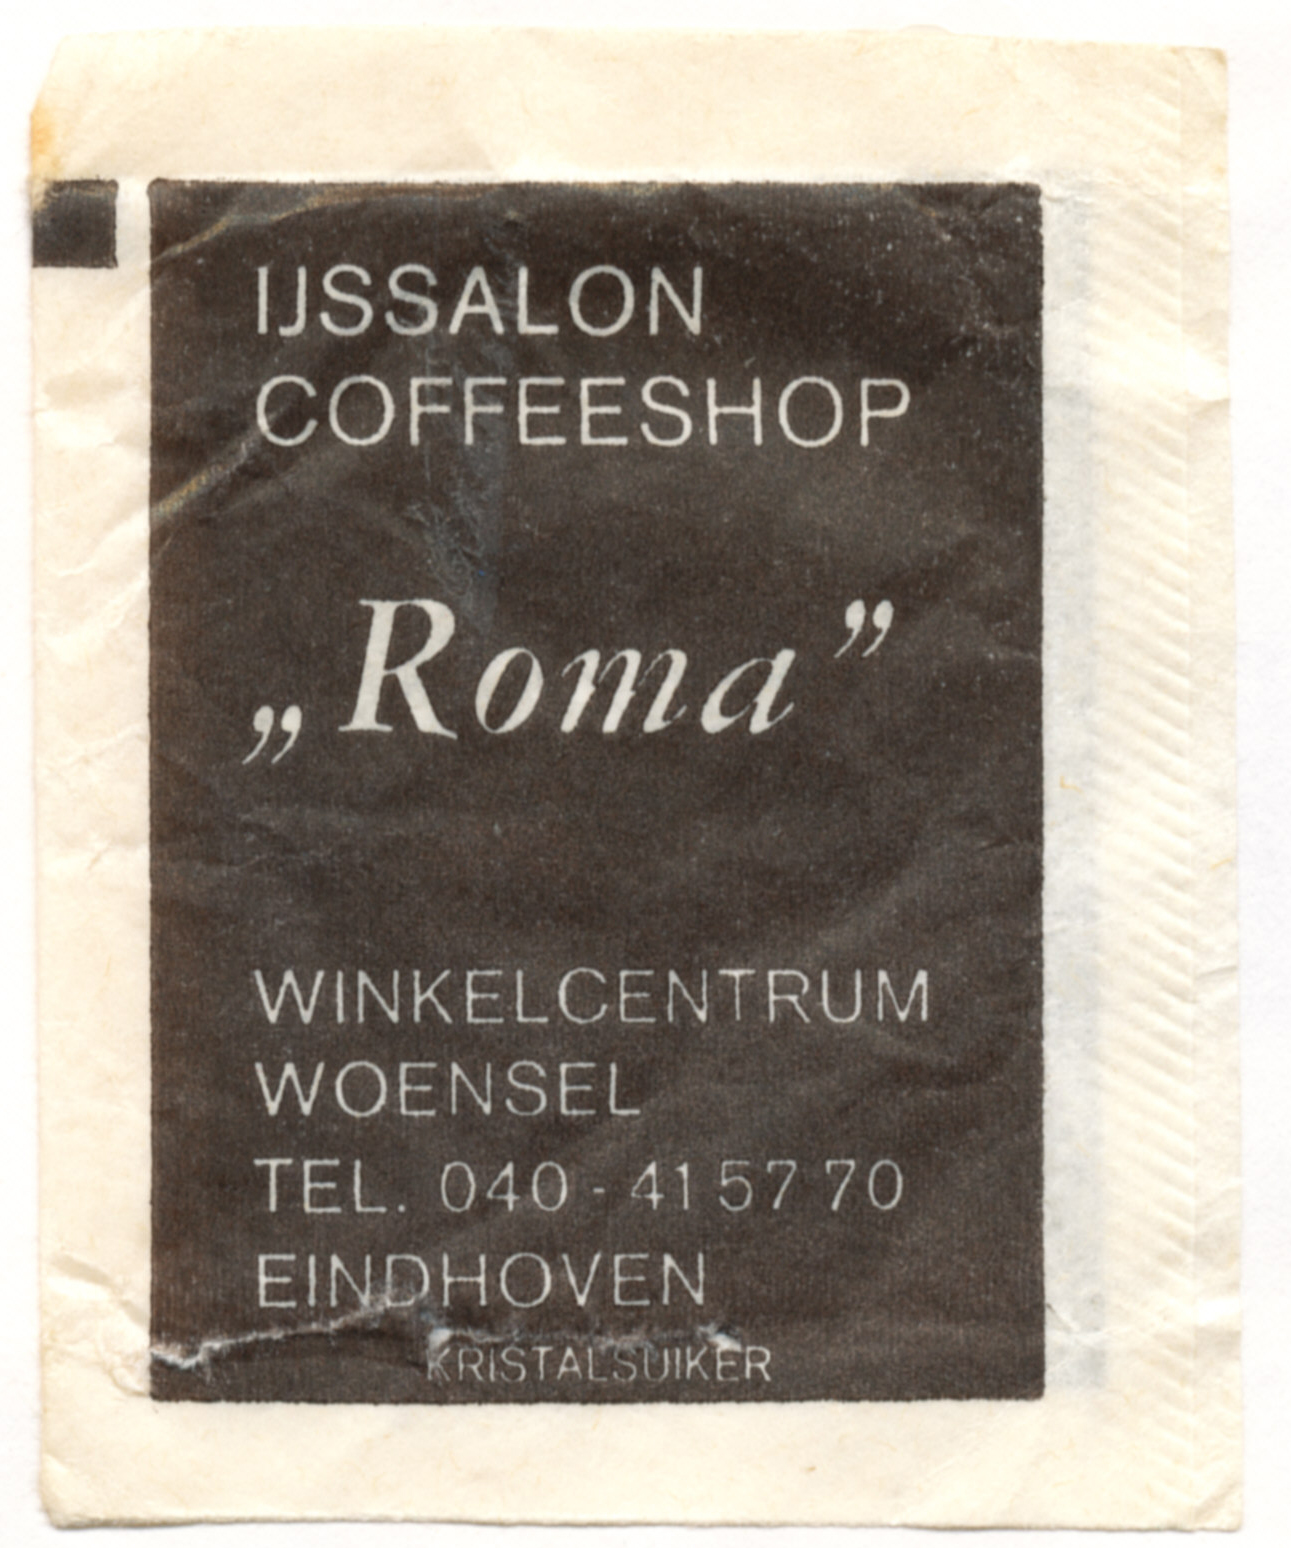 IJSSALON
COFFEESHOP
„Roma”
WINKELCENTRUM
WOENSEL
TEL. 040 - 41 57 70
EINDHOVEN
KRISTALSUIKER